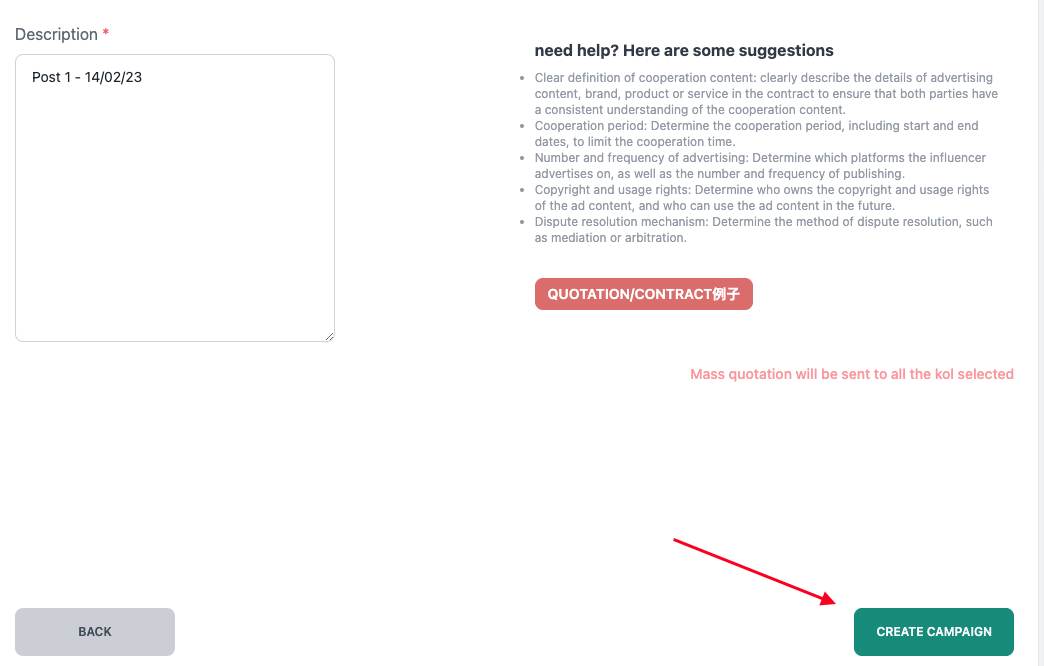 Description *
Post 1 - 14/02/23
need help? Here are some suggestions
• Clear definition of cooperation content: clearly describe the details of advertising
content, brand, product or service in the contract to ensure that both parties have
a consistent understanding of the cooperation content.
• Cooperation period: Determine the cooperation period, including start and end
dates, to limit the cooperation time.
• Number and frequency of advertising: Determine which platforms the influencer
advertises on, as well as the number and frequency of publishing.
• Copyright and usage rights: Determine who owns the copyright and usage rights
of the ad content, and who can use the ad content in the future.
• Dispute resolution mechanism: Determine the method of dispute resolution, such
as mediation or arbitration.
QUOTATION/CONTRACT例子
Mass quotation will be sent to all the kol selected
BACK
CREATE CAMPAIGN